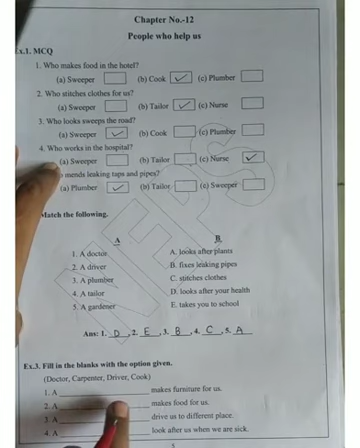 Chapter No.-12
People who help us
Ex.1. MCQ
1. Who makes food in the hotel?
(a) Sweeper (b) Cook ✓ (c) Plumber
2. Who stitches clothes for us?
(a) Sweeper (b) Tailor ✓ (c) Nurse
3. Who looks sweeps the road?
(a) Sweeper ✓ (b) Cook (c) Plumber
4. Who works in the hospital?
(a) Sweeper (b) Tailor (c) Nurse ✓
mends leaking taps and pipes?
(a) Plumber ✓ (b) Tailor (c) Sweeper
Match the following.
A B
1. A doctor A. looks after plants
2. A driver B. fixes leaking pipes
3. A plumber C. stitches clothes
4. A tailor D. looks after your health
5. A gardener E. takes you to school
Ans: 1. D, 2. E, 3. B, 4. C, 5. A
Ex.3. Fill in the blanks with the option given.
(Doctor, Carpenter, Driver, Cook)
1. A ____________ makes furniture for us.
2. A ____________ makes food for us.
3. A ____________ drive us to different place.
4. A ____________ look after us when we are sick.
5